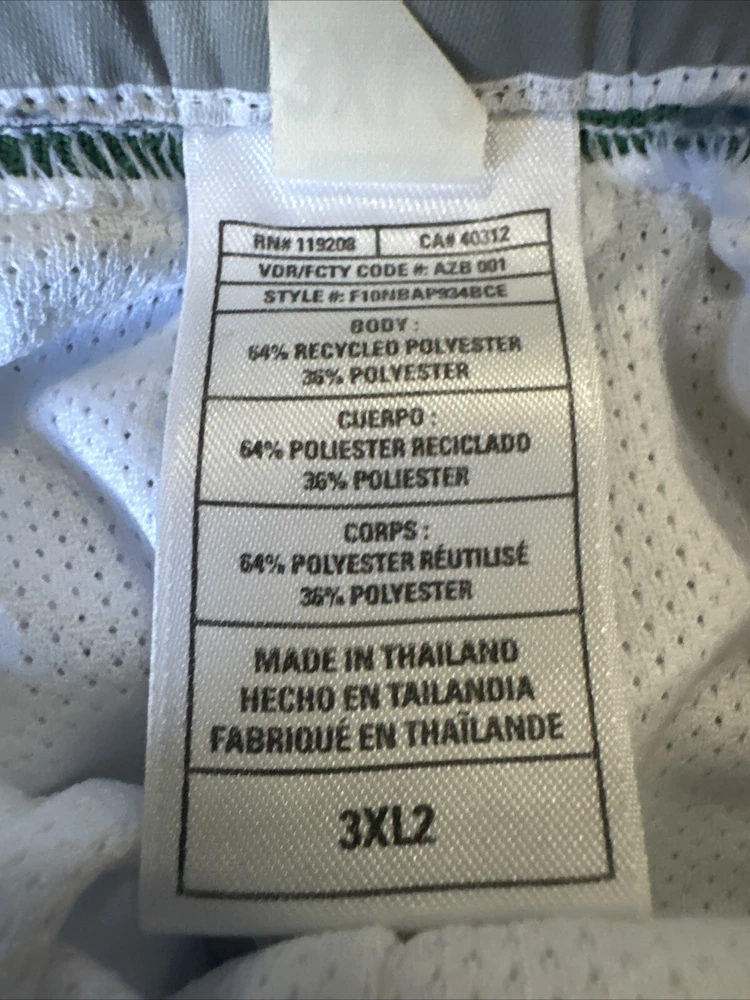 RN# 119208 CA# 40312
VDR/FCTY CODE #: AZB 001
STYLE #: F10NBAP934BCE
BODY :
64% RECYCLED POLYESTER
36% POLYESTER
CUERPO :
64% POLIESTER RECICLADO
36% POLIESTER
CORPS :
64% POLYESTER RÉUTILISÉ
36% POLYESTER
MADE IN THAILAND
HECHO EN TAILANDIA
FABRIQUÉ EN THAÏLANDE
3XL2